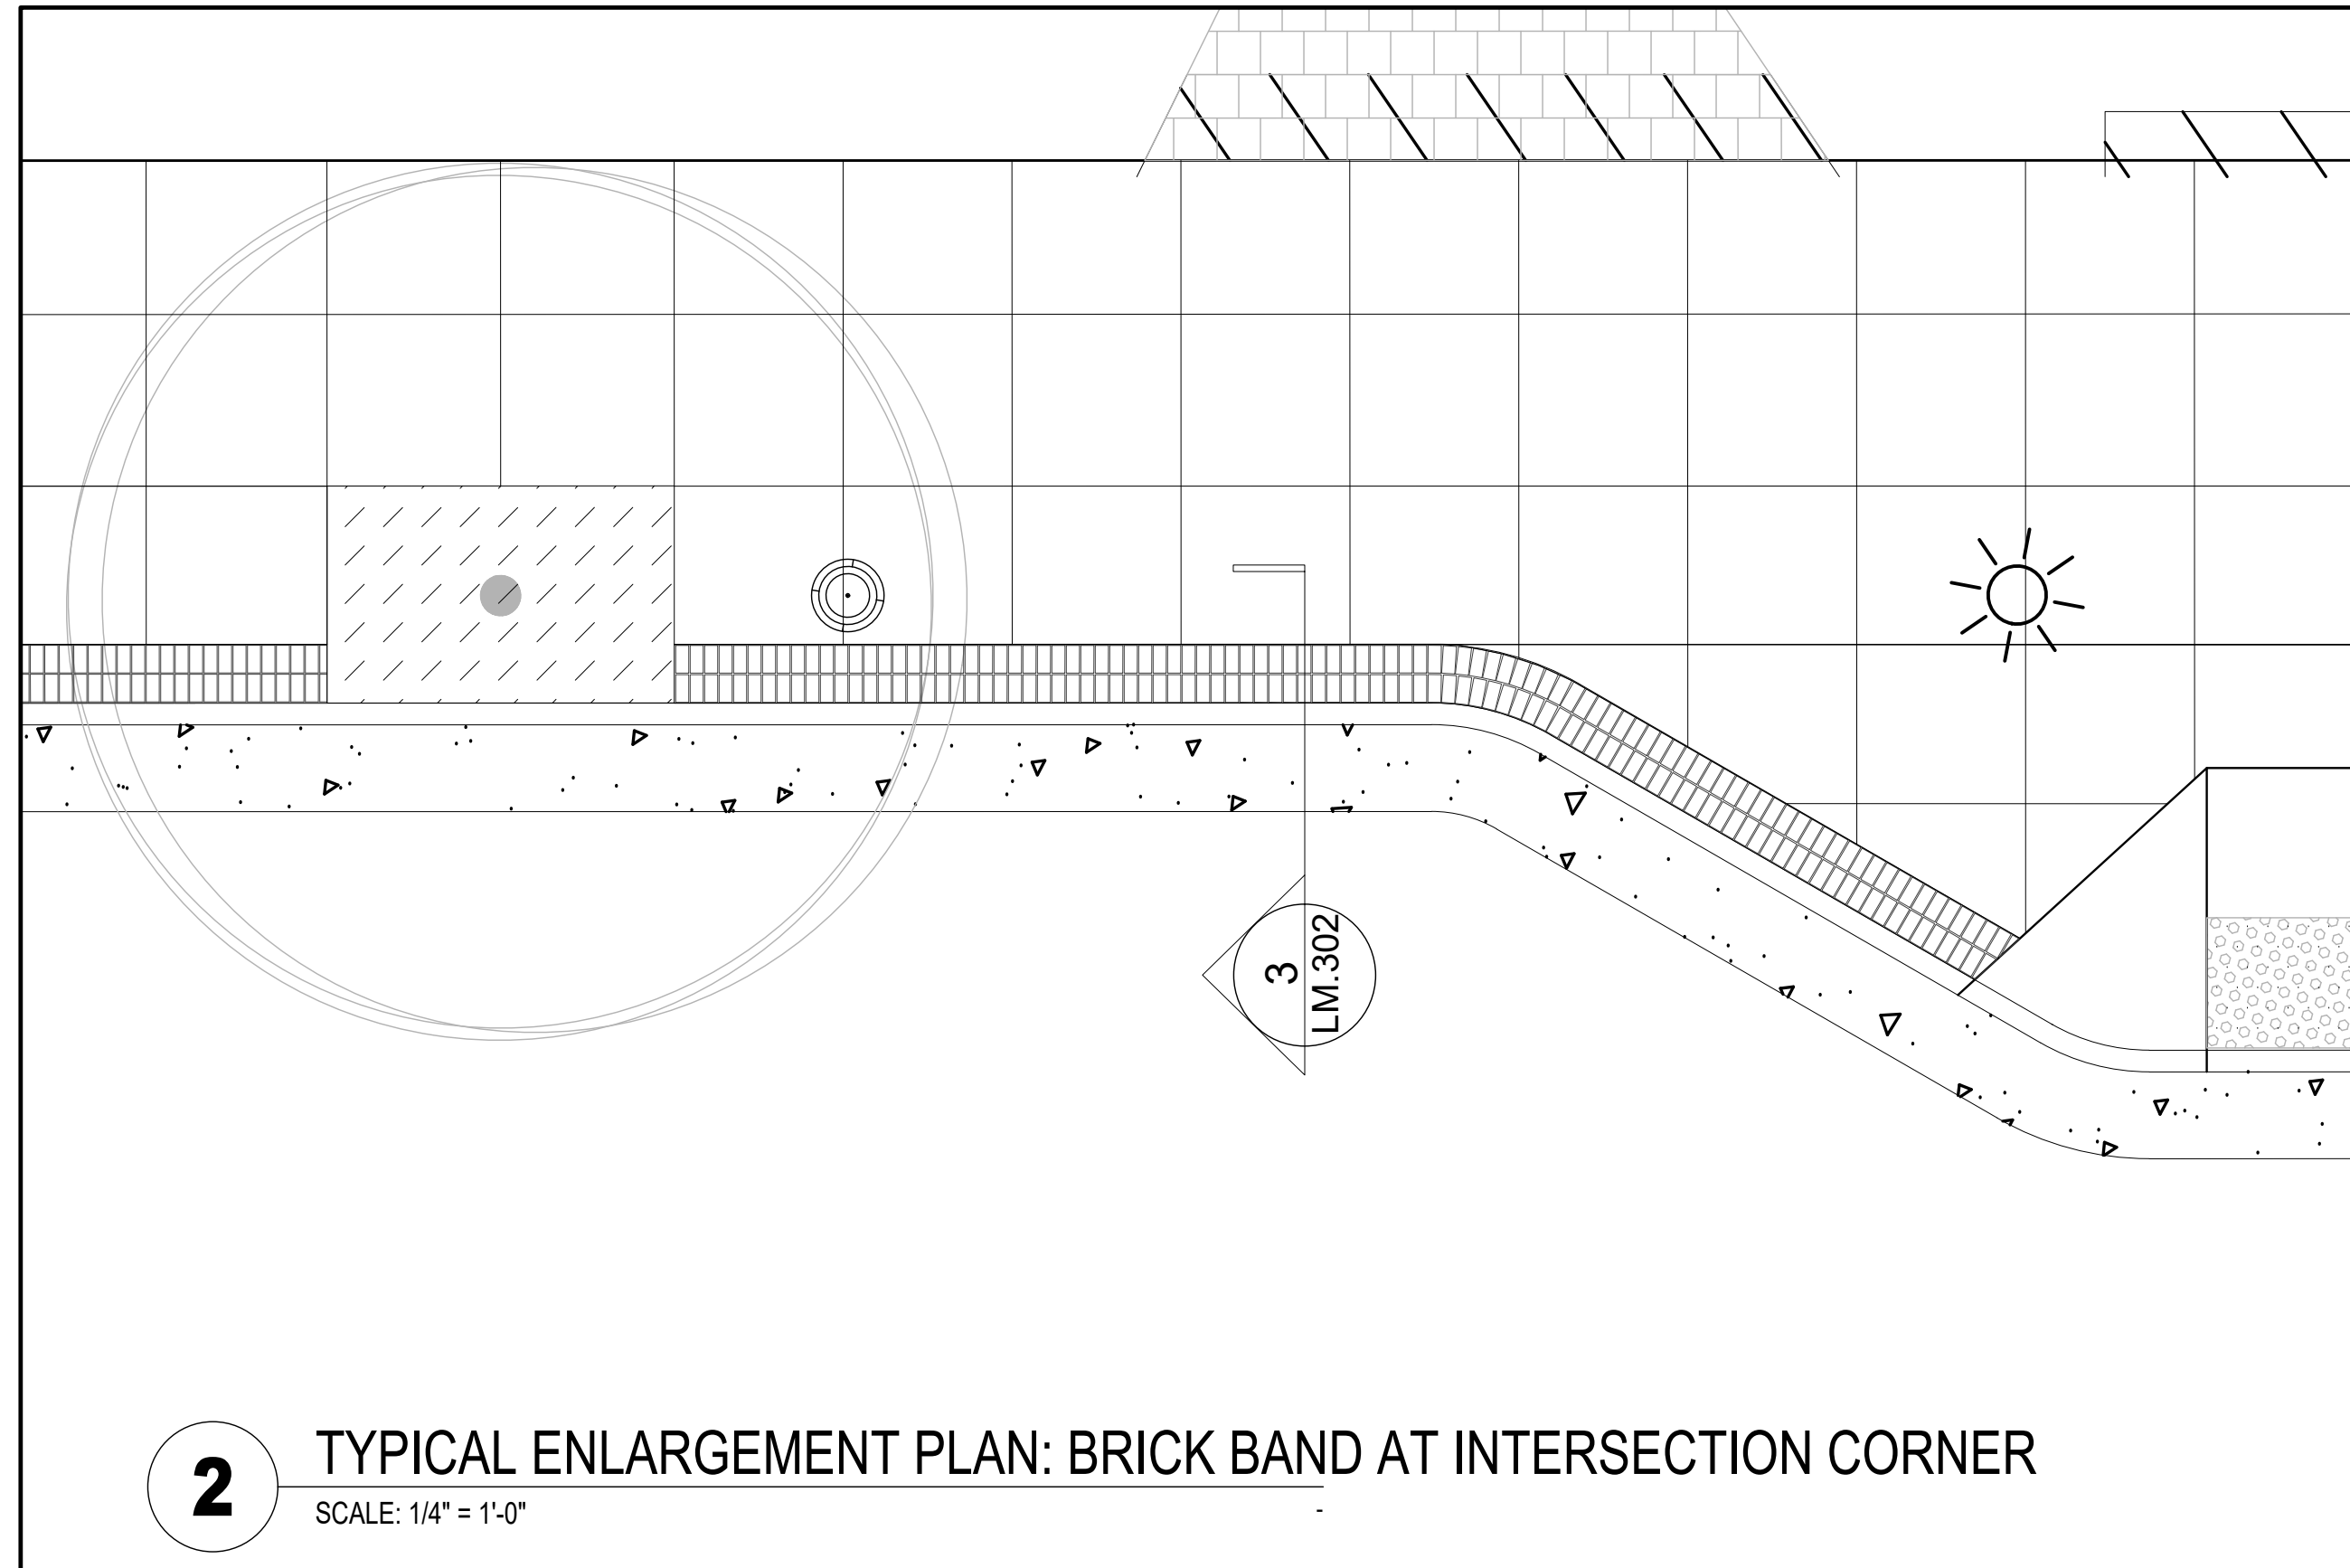 3
LM.302
2
TYPICAL ENLARGEMENT PLAN: BRICK BAND AT INTERSECTION CORNER
SCALE: 1/4" = 1'-0"
-